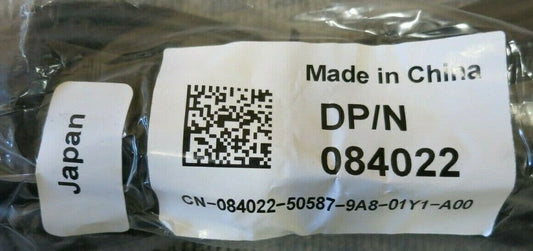 Japan
Made in China
DP/N
084022
CN-084022-50587-9A8-01Y1-A00